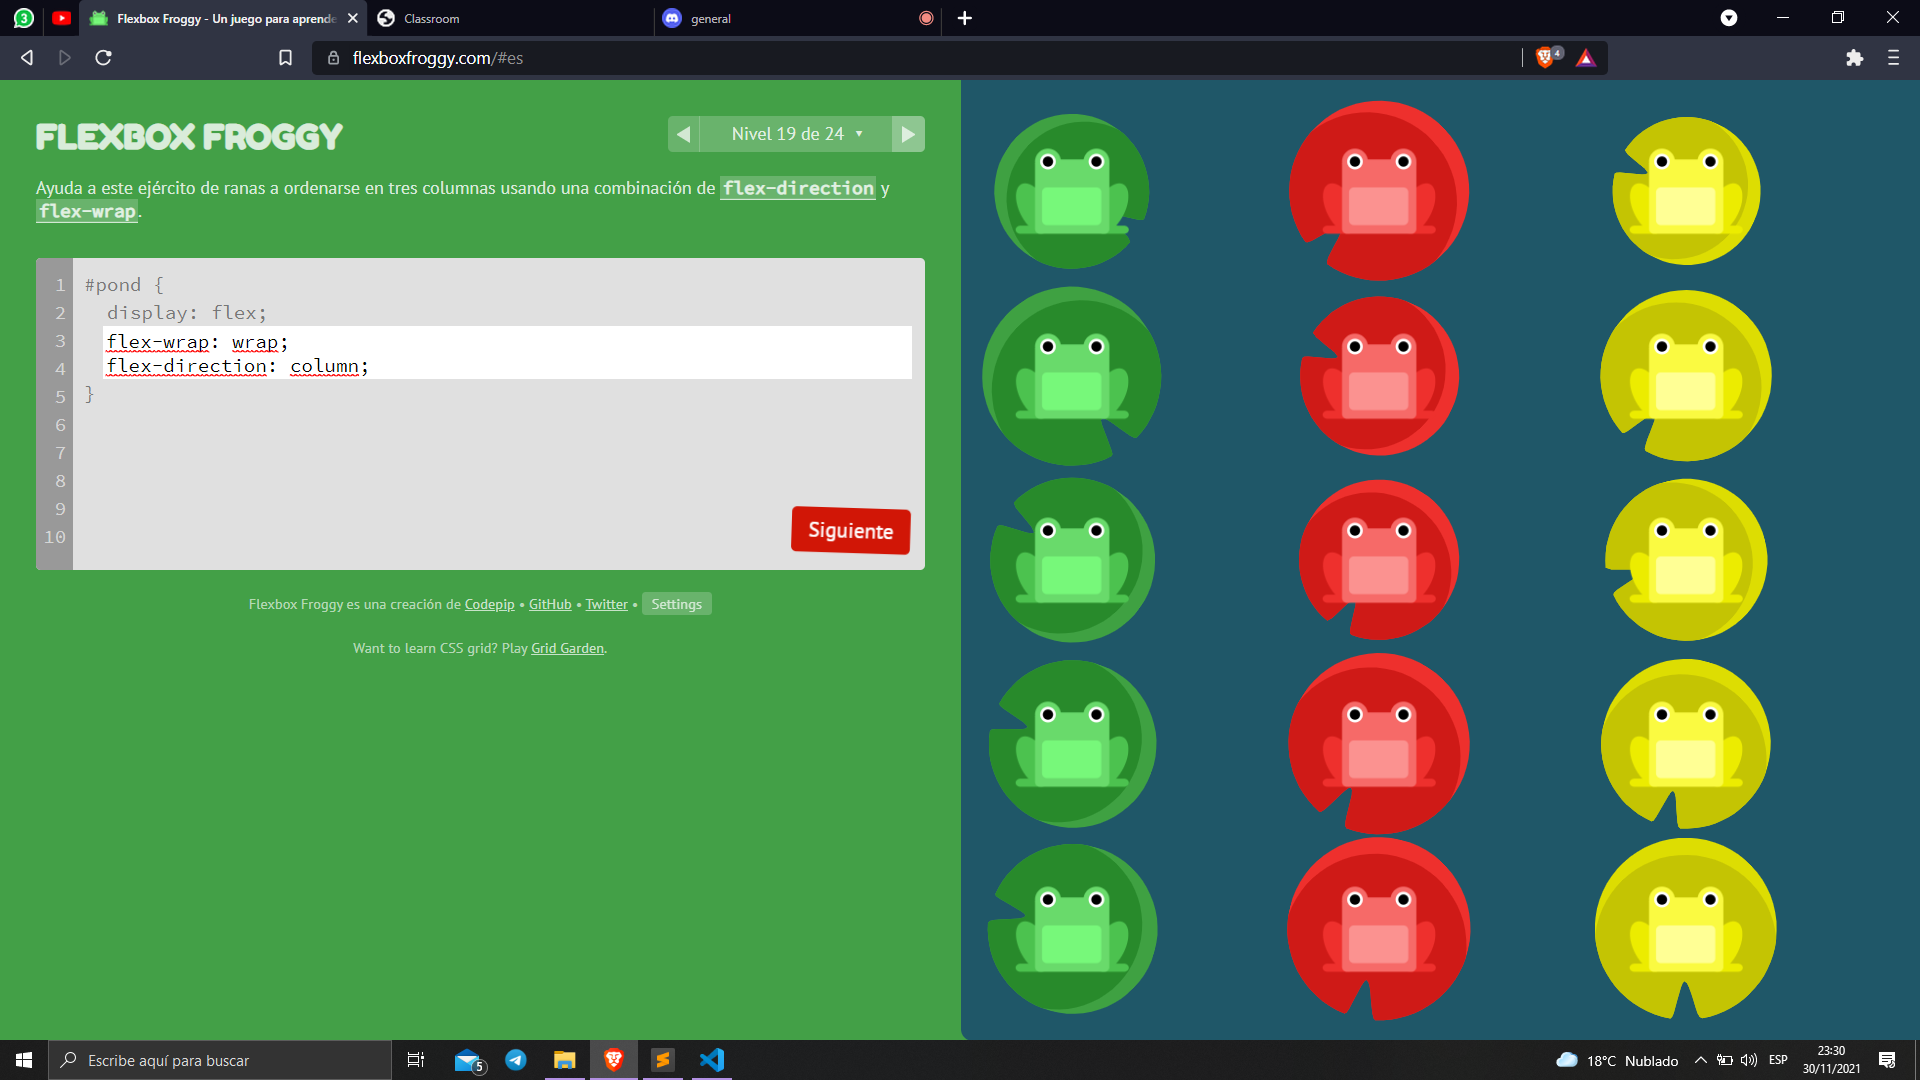 3
Flexbox Froggy - Un juego para aprende
Classroom
general
flexboxfroggy.com/#es
4
FLEXBOX FROGGY
Nivel 19 de 24
Ayuda a este ejército de ranas a ordenarse en tres columnas usando una combinación de flex-direction y
flex-wrap.
1 #pond {
2 display: flex;
3 flex-wrap: wrap;
4 flex-direction: column;
5 }
6
7
8
9
10
Siguiente
Flexbox Froggy es una creación de Codepip • GitHub • Twitter • Settings
Want to learn CSS grid? Play Grid Garden.
Escribe aquí para buscar
5
18°C Nublado
ESP
23:30
30/11/2021